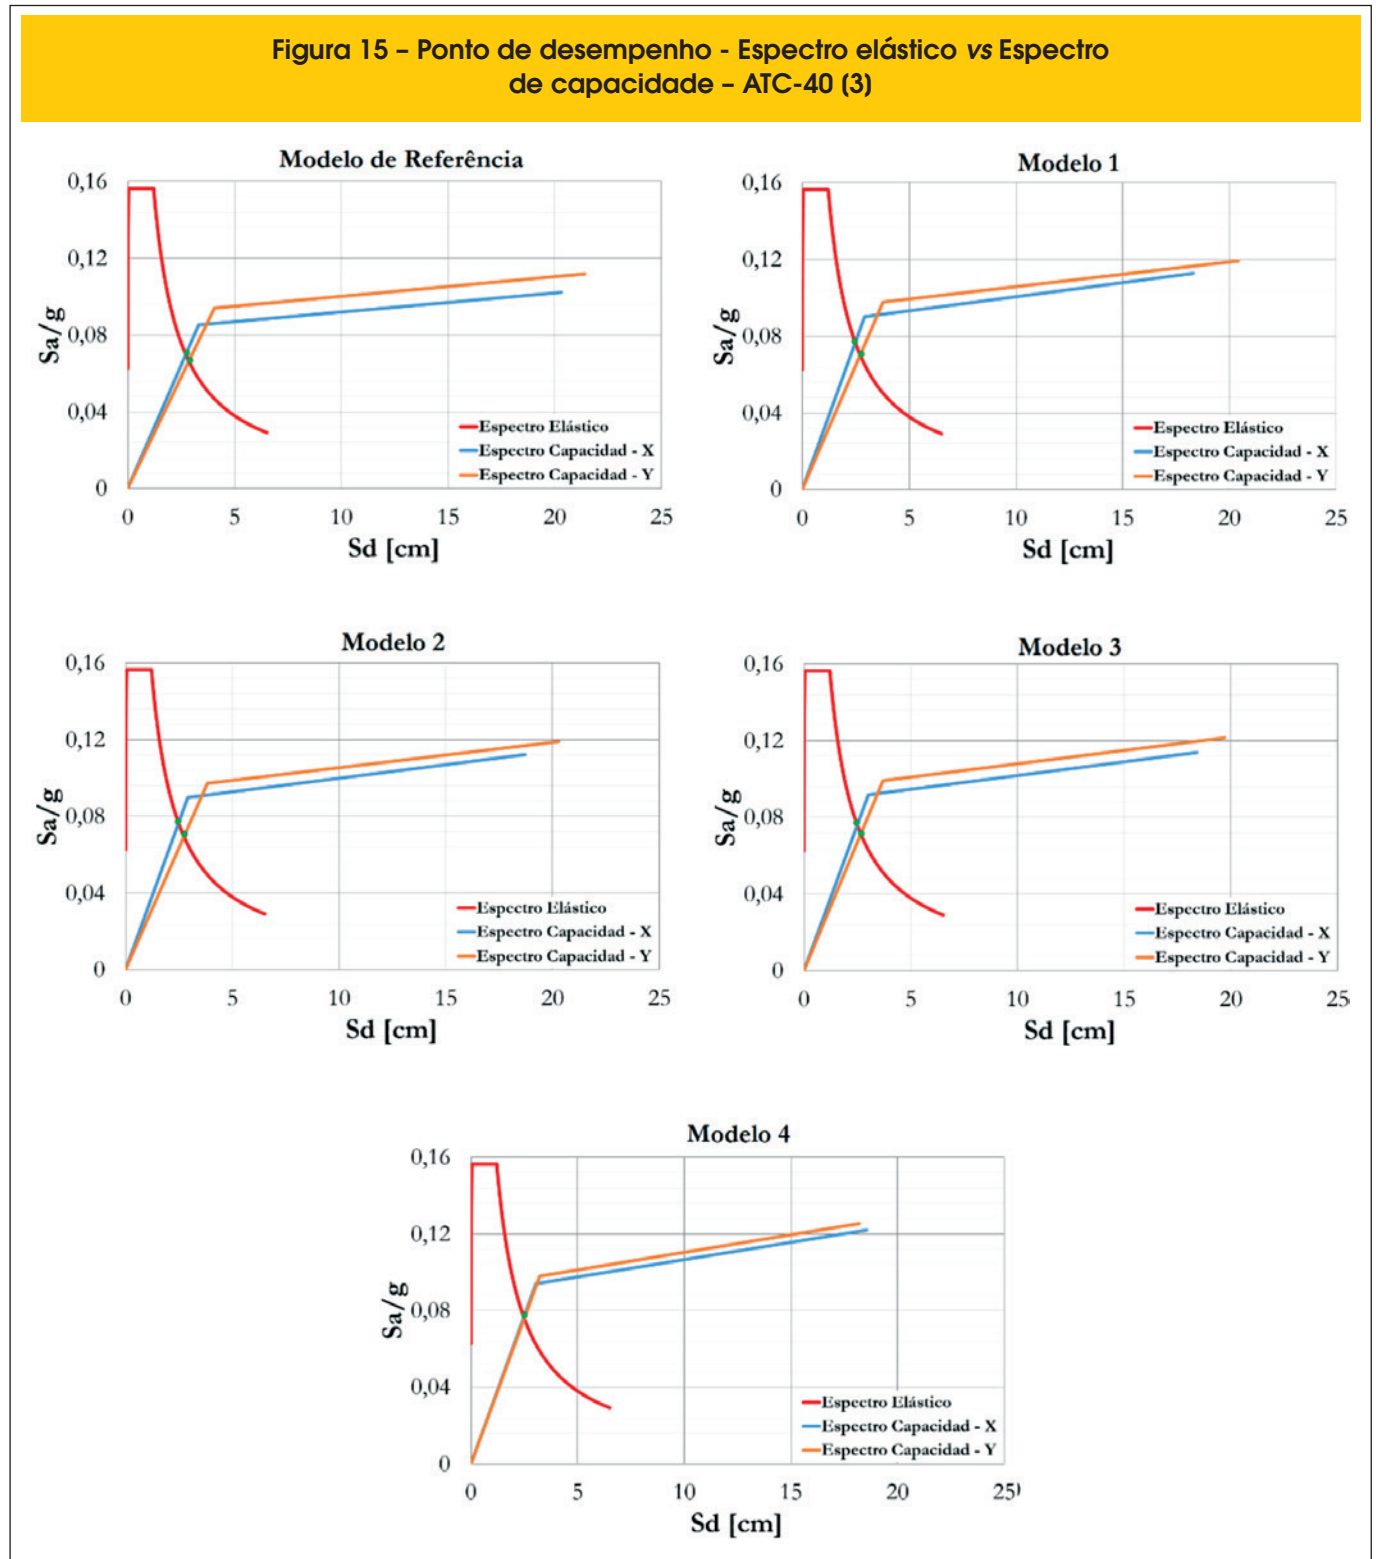 Figura 15 – Ponto de desempenho - Espectro elástico vs Espectro
de capacidade – ATC-40 (3)
Modelo de Referência
0,16
0,12
0,08
0,04
0
Sa/g
Espectro Elástico
Espectro Capacidad - X
Espectro Capacidad - Y
0 5 10 15 20 25
Sd [cm]
Modelo 1
0,16
0,12
0,08
0,04
0
Sa/g
Espectro Elástico
Espectro Capacidad - X
Espectro Capacidad - Y
0 5 10 15 20 25
Sd [cm]
Modelo 2
0,16
0,12
0,08
0,04
0
Sa/g
Espectro Elástico
Espectro Capacidad - X
Espectro Capacidad - Y
0 5 10 15 20 25
Sd [cm]
Modelo 3
0,16
0,12
0,08
0,04
0
Sa/g
Espectro Elástico
Espectro Capacidad - X
Espectro Capacidad - Y
0 5 10 15 20 25
Sd [cm]
Modelo 4
0,16
0,12
0,08
0,04
0
Sa/g
Espectro Elástico
Espectro Capacidad - X
Espectro Capacidad - Y
0 5 10 15 20 25
Sd [cm]